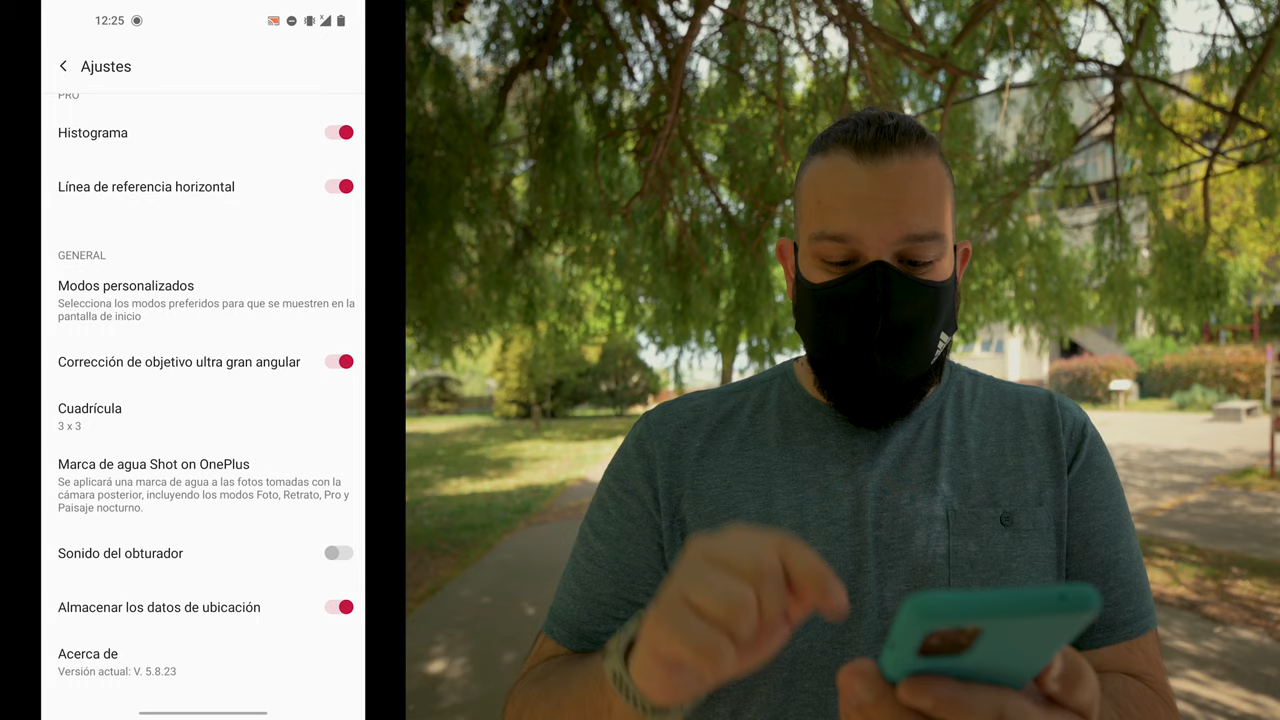 12:25
Ajustes
PRO
Histograma
Línea de referencia horizontal
GENERAL
Modos personalizados
Selecciona los modos preferidos para que se muestren en la
pantalla de inicio
Corrección de objetivo ultra gran angular
Cuadrícula
3 x 3
Marca de agua Shot on OnePlus
Se aplicará una marca de agua a las fotos tomadas con la
cámara posterior, incluyendo los modos Foto, Retrato, Pro y
Paisaje nocturno.
Sonido del obturador
Almacenar los datos de ubicación
Acerca de
Versión actual: V. 5.8.23